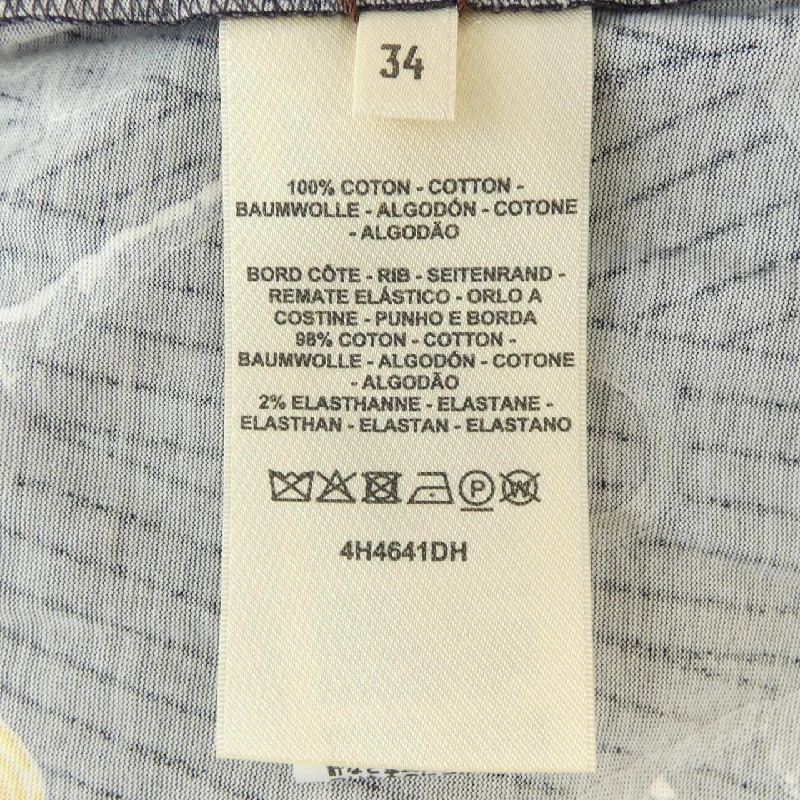 34
100% COTON - COTTON -
BAUMWOLLE - ALGODÓN - COTONE
- ALGODÃO
BORD CÔTE - RIB - SEITENRAND -
REMATE ELÁSTICO - ORLO A
COSTINE - PUNHO E BORDA
98% COTON - COTTON -
BAUMWOLLE - ALGODÓN - COTONE
- ALGODÃO
2% ELASTHANNE - ELASTANE -
ELASTHAN - ELASTAN - ELASTANO
P W
4H4641DH